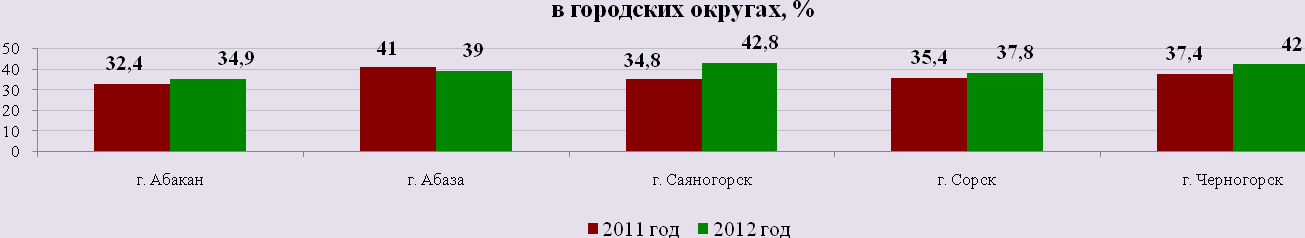 в городских округах, %
50
40
30
20
10
0
32,4 34,9 41 39 34,8 42,8 35,4 37,8 37,4 42
г. Абакан г. Абаза г. Саяногорск г. Сорск г. Черногорск
2011 год 2012 год